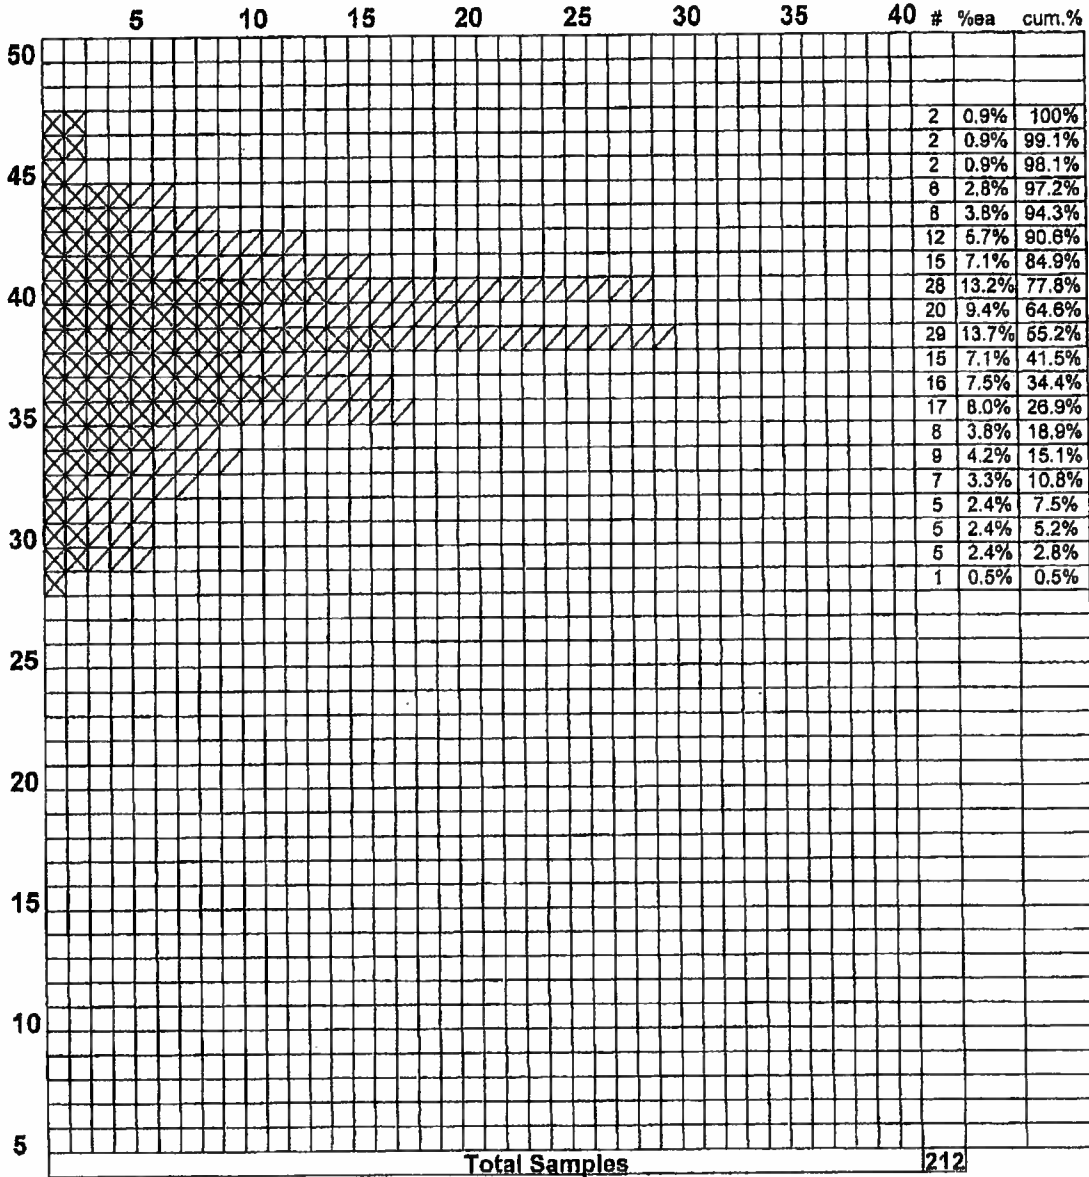 5 10 15 20 25 30 35 40 # %ea cum.%
50
2 0.9% 100%
2 0.9% 99.1%
45 2 0.9% 98.1%
6 2.8% 97.2%
8 3.8% 94.3%
12 5.7% 90.6%
15 7.1% 84.9%
40 28 13.2% 77.8%
20 9.4% 64.6%
29 13.7% 55.2%
15 7.1% 41.5%
16 7.5% 34.4%
35 17 8.0% 26.9%
8 3.8% 18.9%
9 4.2% 15.1%
7 3.3% 10.8%
5 2.4% 7.5%
30 5 2.4% 5.2%
5 2.4% 2.8%
1 0.5% 0.5%
25
20
15
10
5
Total Samples 212